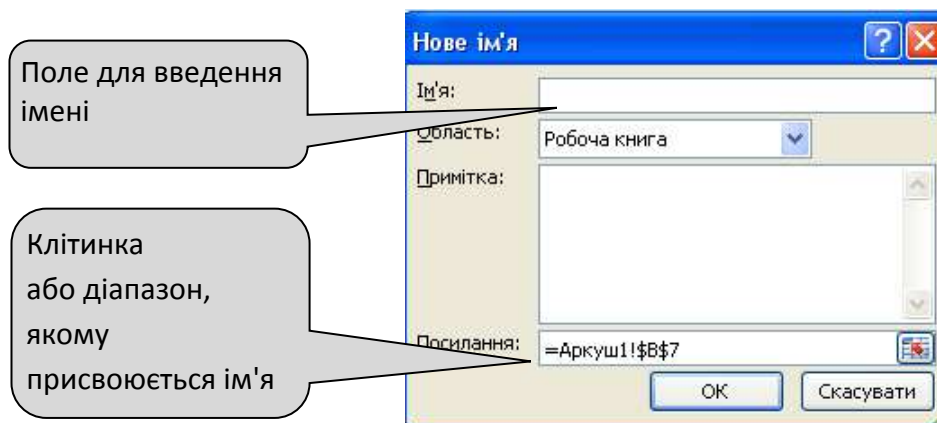 Поле для введення
імені
Клітинка
або діапазон,
якому
присвоюється ім'я
Нове ім'я
Ім'я:
Область:
Робоча книга
Примітка:
Посилання:
=Аркуш1!$B$7
ОК
Скасувати